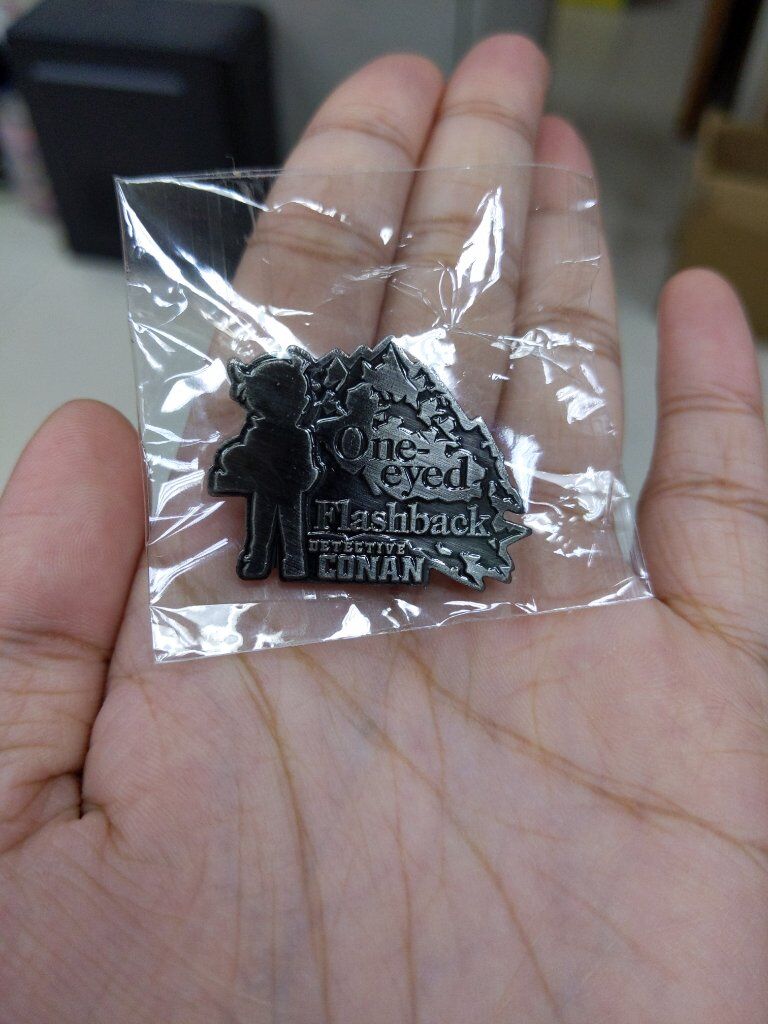 One-
eyed
Flashback
DETECTIVE
CONAN